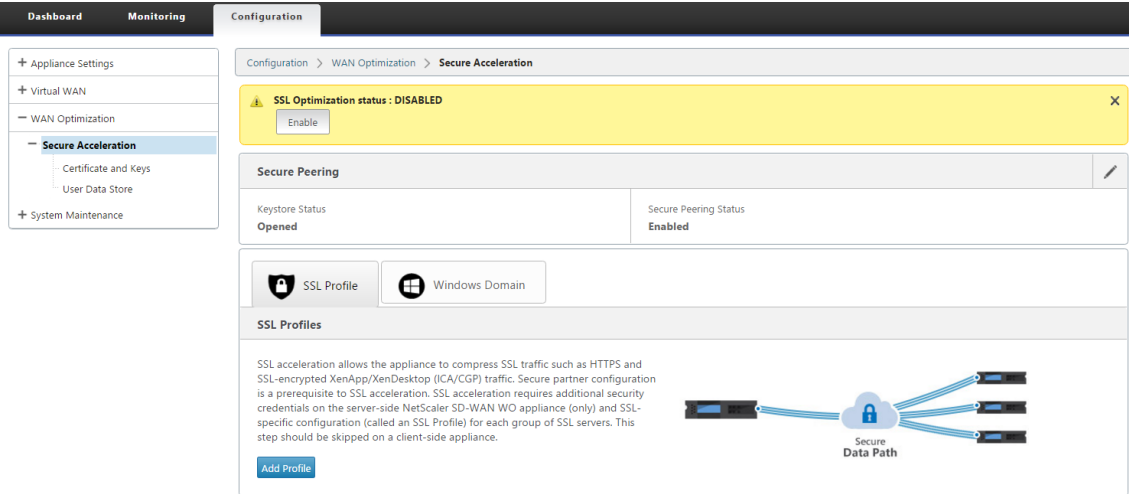 Dashboard Monitoring Configuration
+ Appliance Settings
+ Virtual WAN
− WAN Optimization
− Secure Acceleration
Certificate and Keys
User Data Store
+ System Maintenance
Configuration > WAN Optimization > Secure Acceleration
SSL Optimization status : DISABLED
Enable
Secure Peering
Keystore Status
Opened
Secure Peering Status
Enabled
SSL Profile
Windows Domain
SSL Profiles
SSL acceleration allows the appliance to compress SSL traffic such as HTTPS and
SSL-encrypted XenApp/XenDesktop (ICA/CGP) traffic. Secure partner configuration
is a prerequisite to SSL acceleration. SSL acceleration requires additional security
credentials on the server-side NetScaler SD-WAN WO appliance (only) and SSL-
specific configuration (called an SSL Profile) for each group of SSL servers. This
step should be skipped on a client-side appliance.
Add Profile
Secure
Data Path